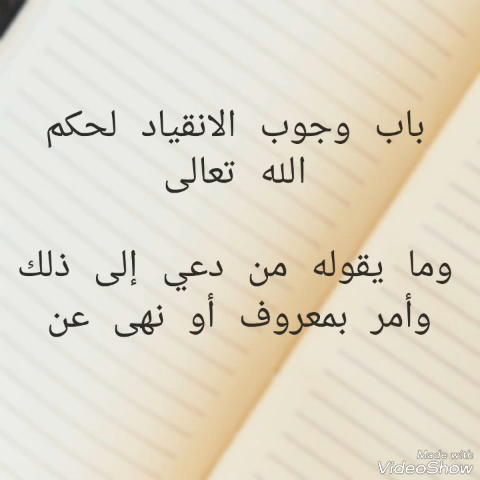 باب وجوب الانقياد لحكم
الله تعالى
وما يقوله من دعي إلى ذلك
وأمر بمعروف أو نهى عن
Made with
VideoShow